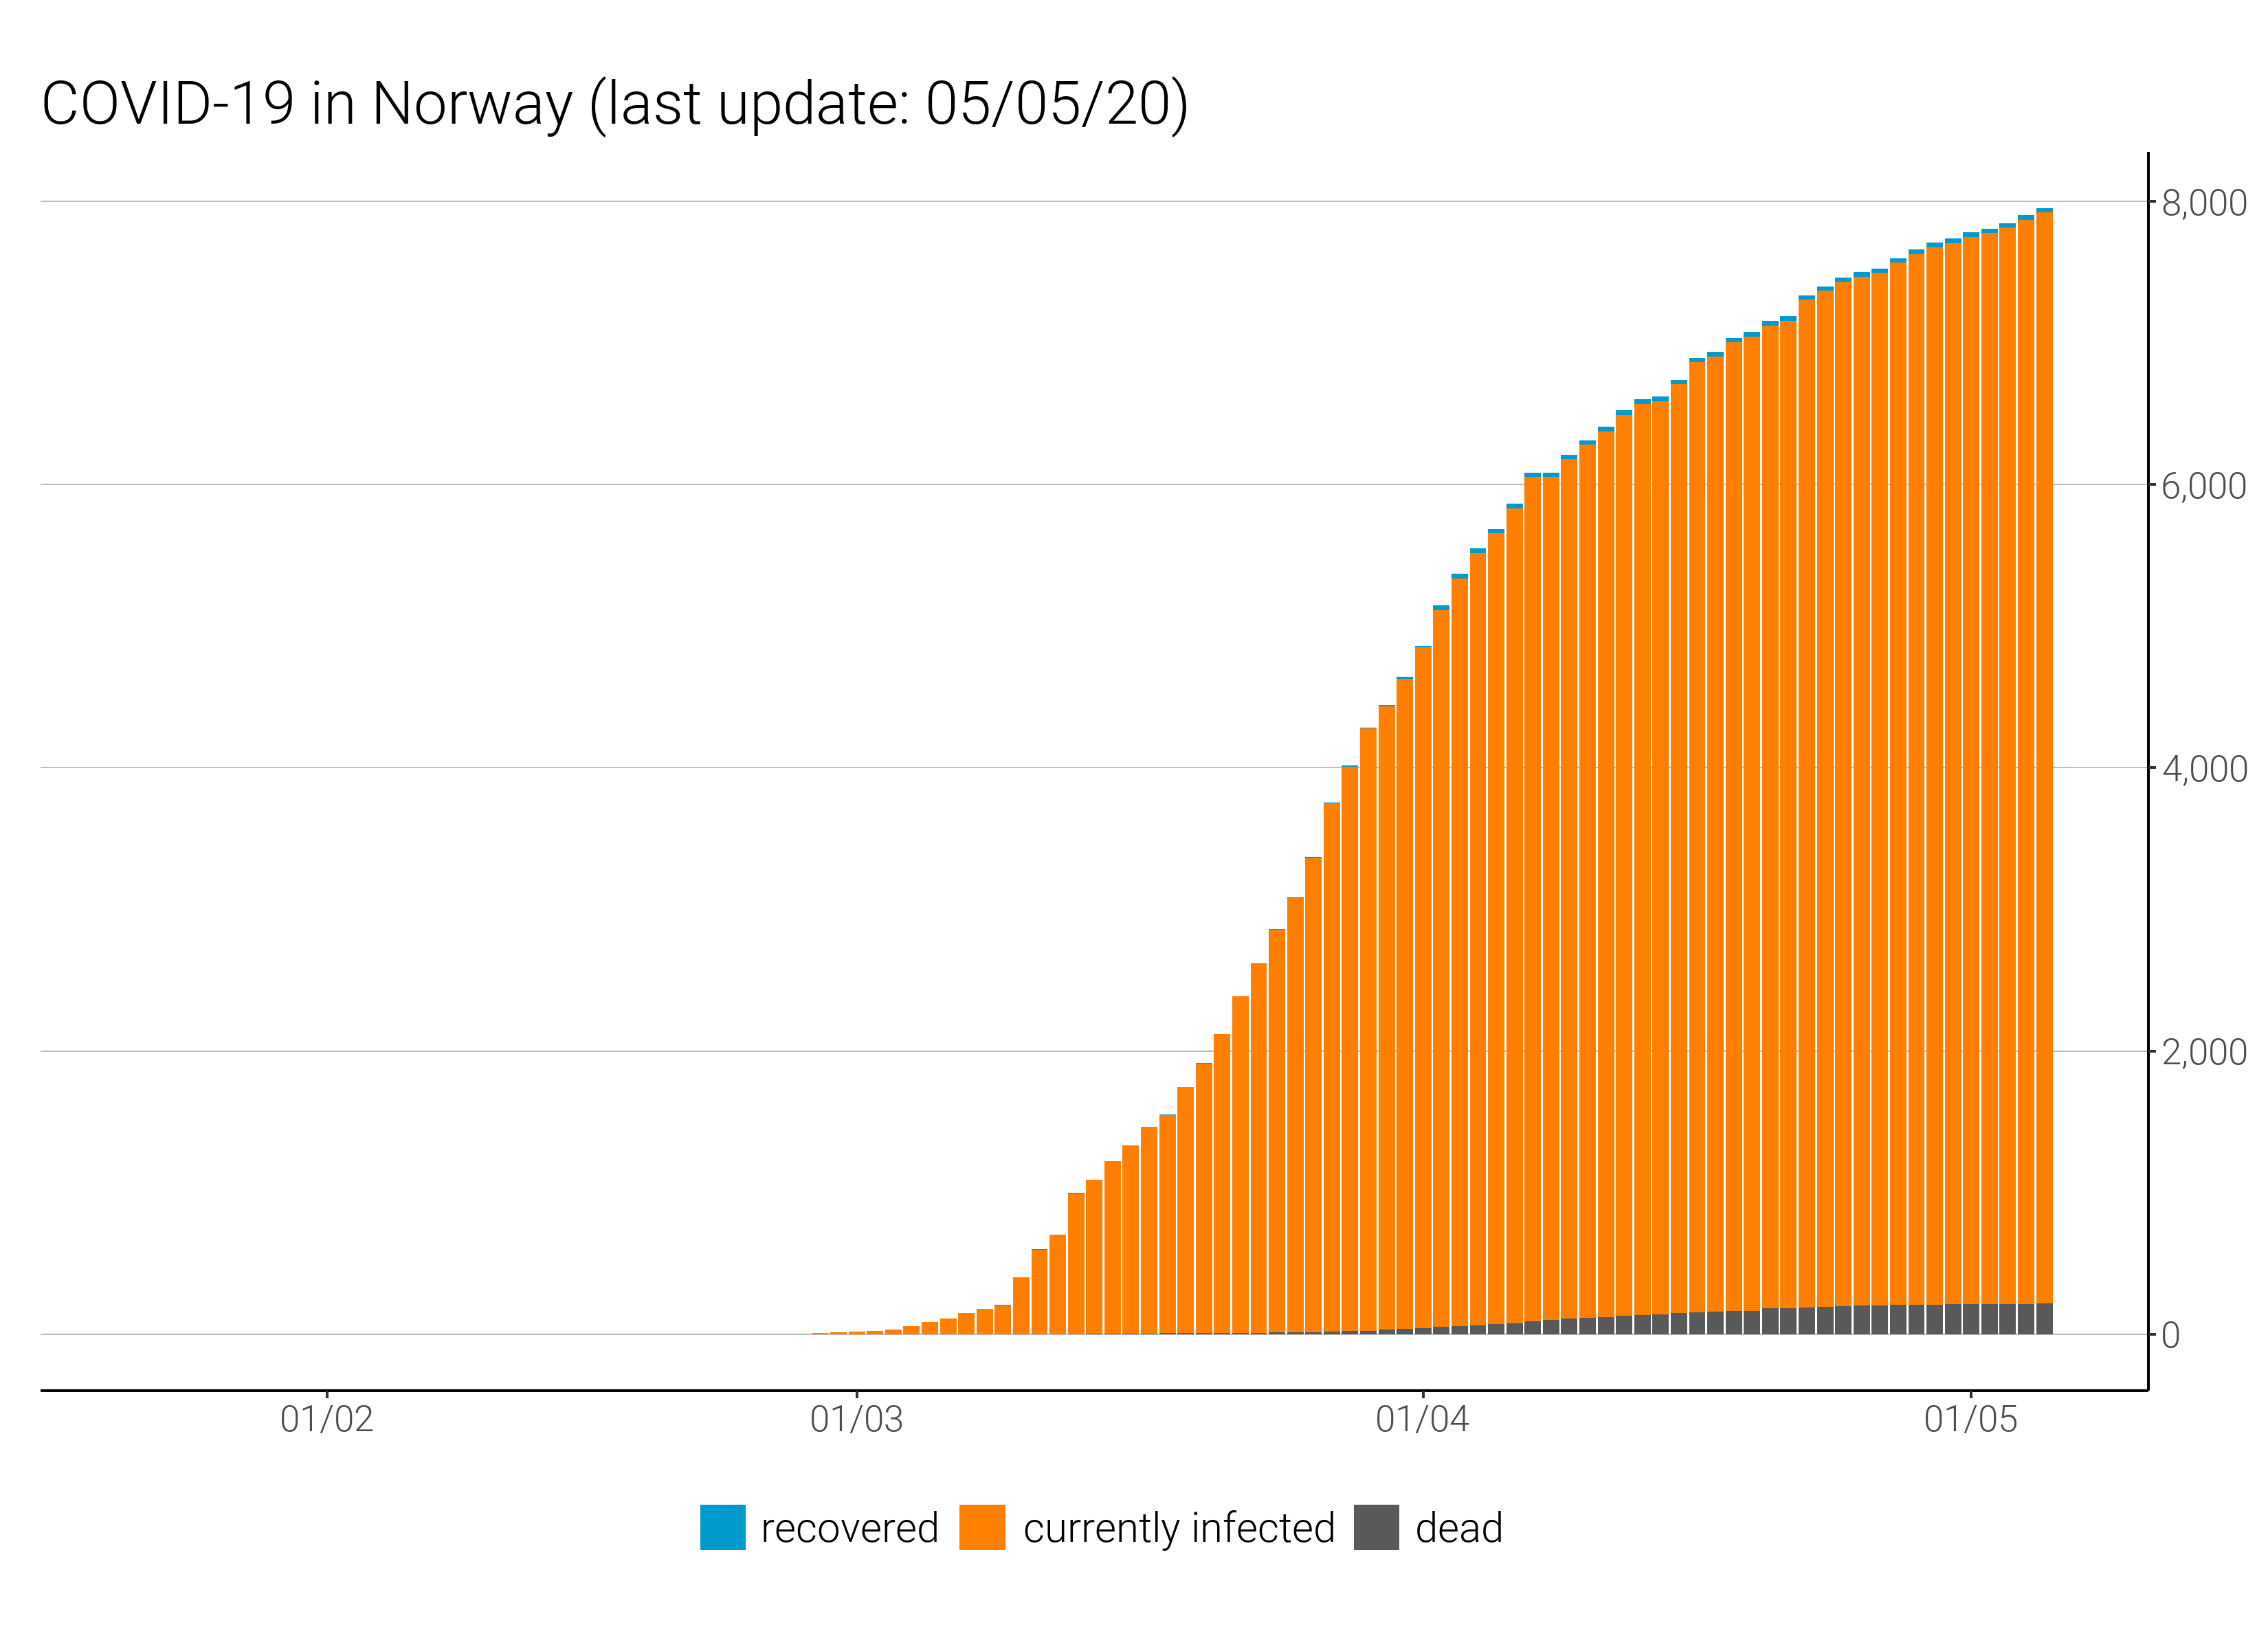 COVID-19 in Norway (last update: 05/05/20)
8,000
6,000
4,000
2,000
0
01/02 01/03 01/04 01/05
recovered currently infected dead